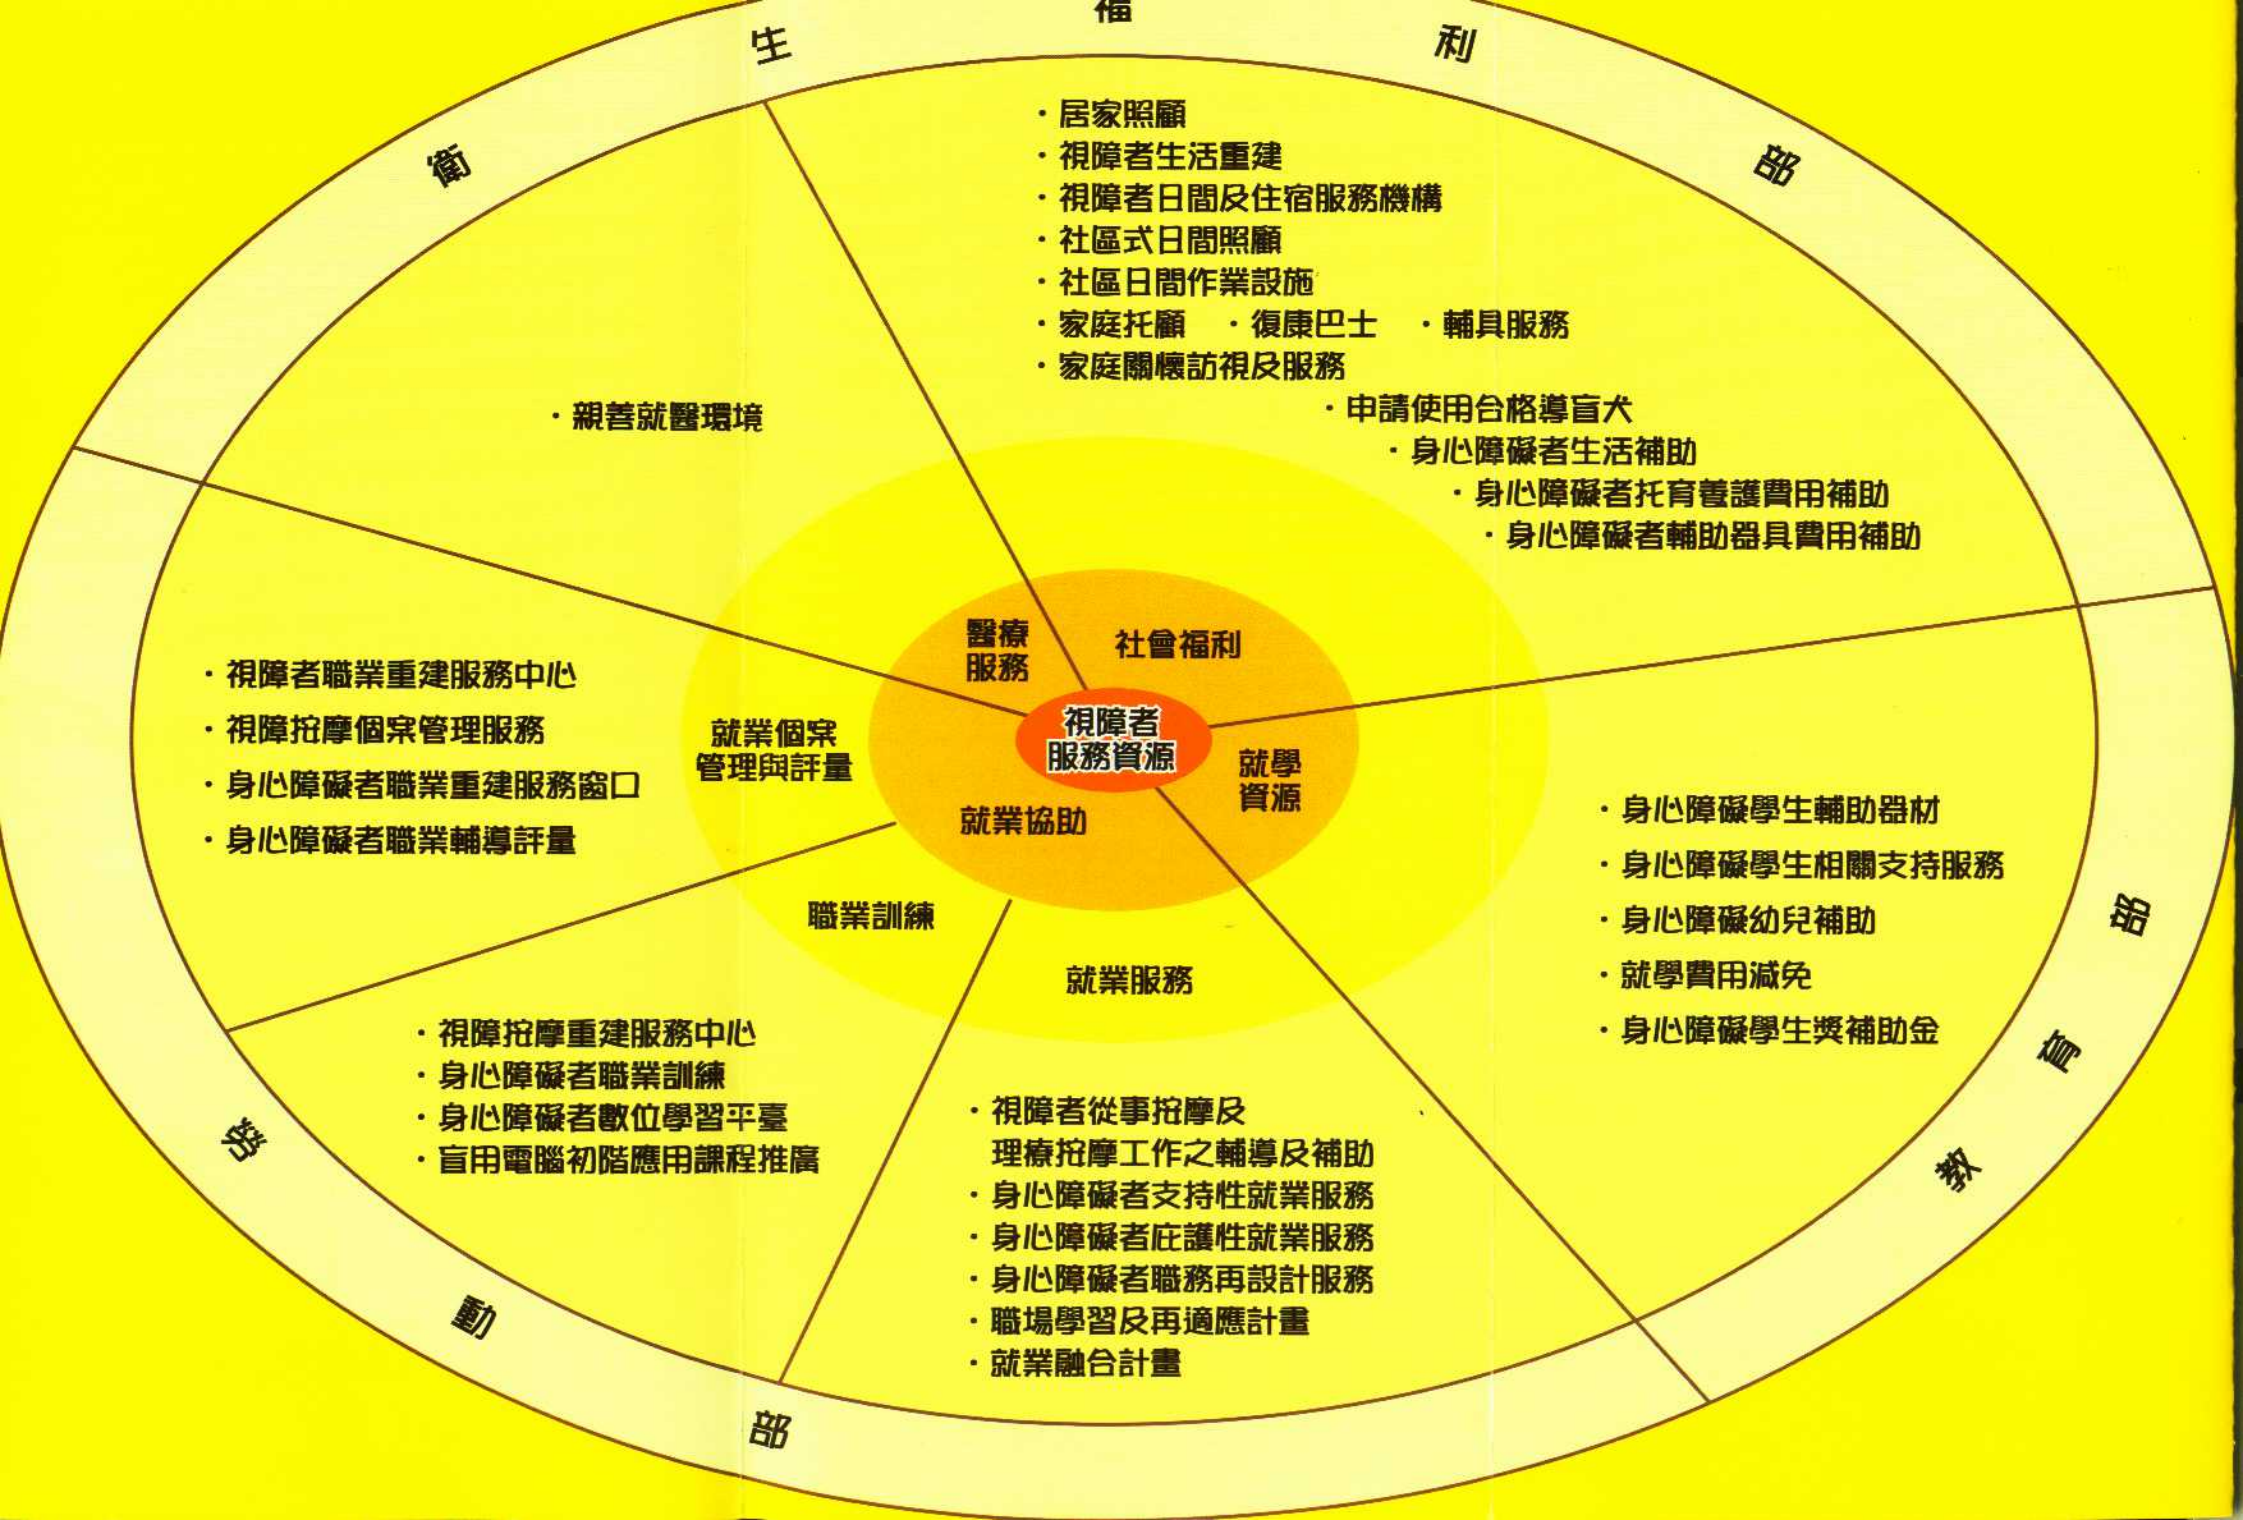 衛生福利部
・居家照顧
・視障者生活重建
・視障者日間及住宿服務機構
・社區式日間照顧
・社區日間作業設施
・家庭托顧 ・復康巴士 ・輔具服務
・家庭關懷訪視及服務
・申請使用合格導盲犬
・身心障礙者生活補助
・身心障礙者托育養護費用補助
・身心障礙者輔助器具費用補助
・親善就醫環境
醫療
服務
社會福利
視障者
服務資源
就學
資源
就業協助
就業個案
管理與評量
職業訓練
就業服務
・視障者職業重建服務中心
・視障按摩個案管理服務
・身心障礙者職業重建服務窗口
・身心障礙者職業輔導評量
・身心障礙學生輔助器材
・身心障礙學生相關支持服務
・身心障礙幼兒補助
・就學費用減免
・身心障礙學生獎補助金
教育部
・視障按摩重建服務中心
・身心障礙者職業訓練
・身心障礙者數位學習平臺
・盲用電腦初階應用課程推廣
・視障者從事按摩及
理療按摩工作之輔導及補助
・身心障礙者支持性就業服務
・身心障礙者庇護性就業服務
・身心障礙者職務再設計服務
・職場學習及再適應計畫
・就業融合計畫
勞動部